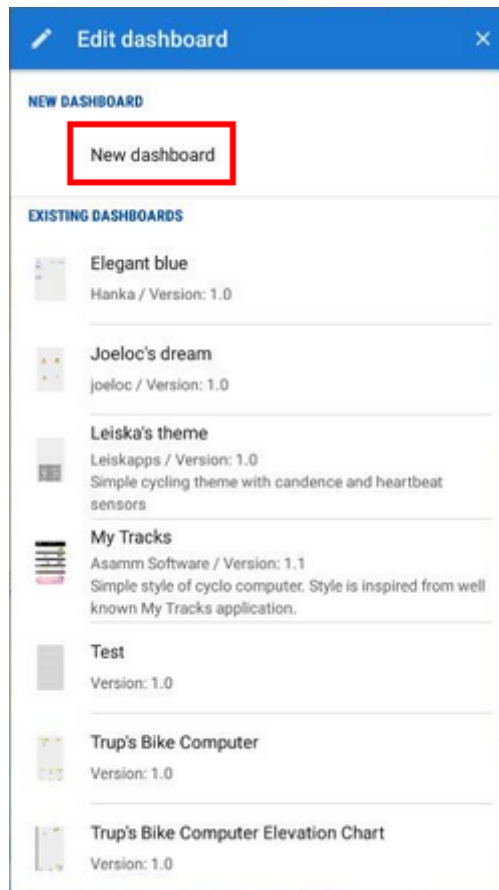 Edit dashboard
NEW DASHBOARD
New dashboard
EXISTING DASHBOARDS
Elegant blue
Hanka / Version: 1.0
Joeloc's dream
joeloc / Version: 1.0
Leiska's theme
Leiskapps / Version: 1.0
Simple cycling theme with candence and heartbeat
sensors
My Tracks
Asamm Software / Version: 1.1
Simple style of cyclo computer. Style is inspired from well
known My Tracks application.
Test
Version: 1.0
Trup's Bike Computer
Version: 1.0
Trup's Bike Computer Elevation Chart
Version: 1.0